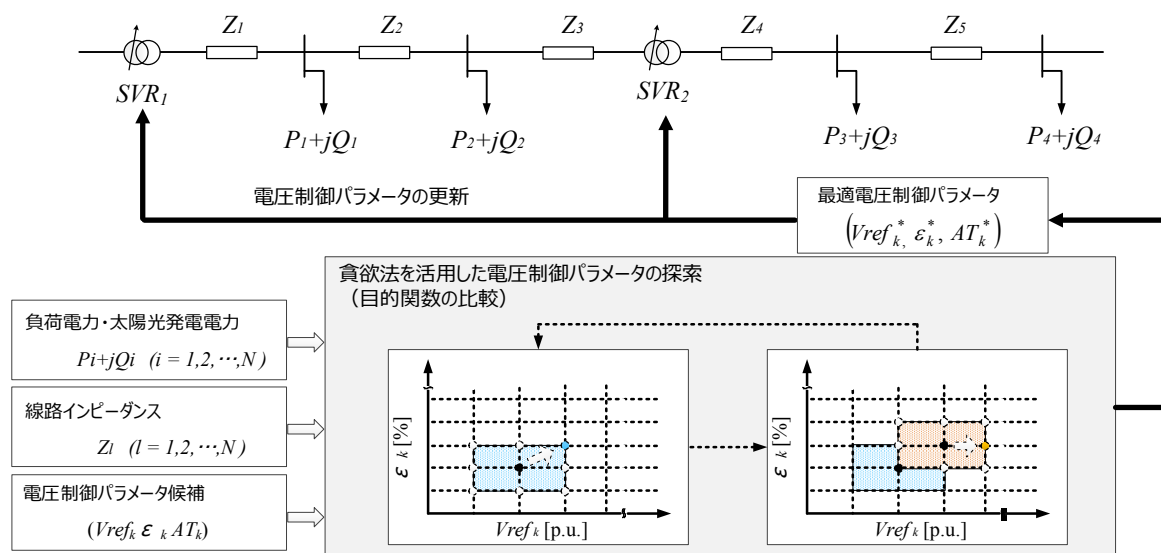 Z1 Z2 Z3 Z4 Z5
SVR1 SVR2
P1+jQ1 P2+jQ2 P3+jQ3 P4+jQ4
電圧制御パラメータの更新
最適電圧制御パラメータ
(Vref*k, ε*k, AT*k)
貪欲法を活用した電圧制御パラメータの探索
(目的関数の比較)
負荷電力・太陽光発電電力
Pi+jQi (i = 1,2,⋯,N)
線路インピーダンス
Zl (l = 1,2,⋯,N)
電圧制御パラメータ候補
(Vrefk εk ATk)
εk [%]
Vrefk [p.u.]
εk [%]
Vrefk [p.u.]